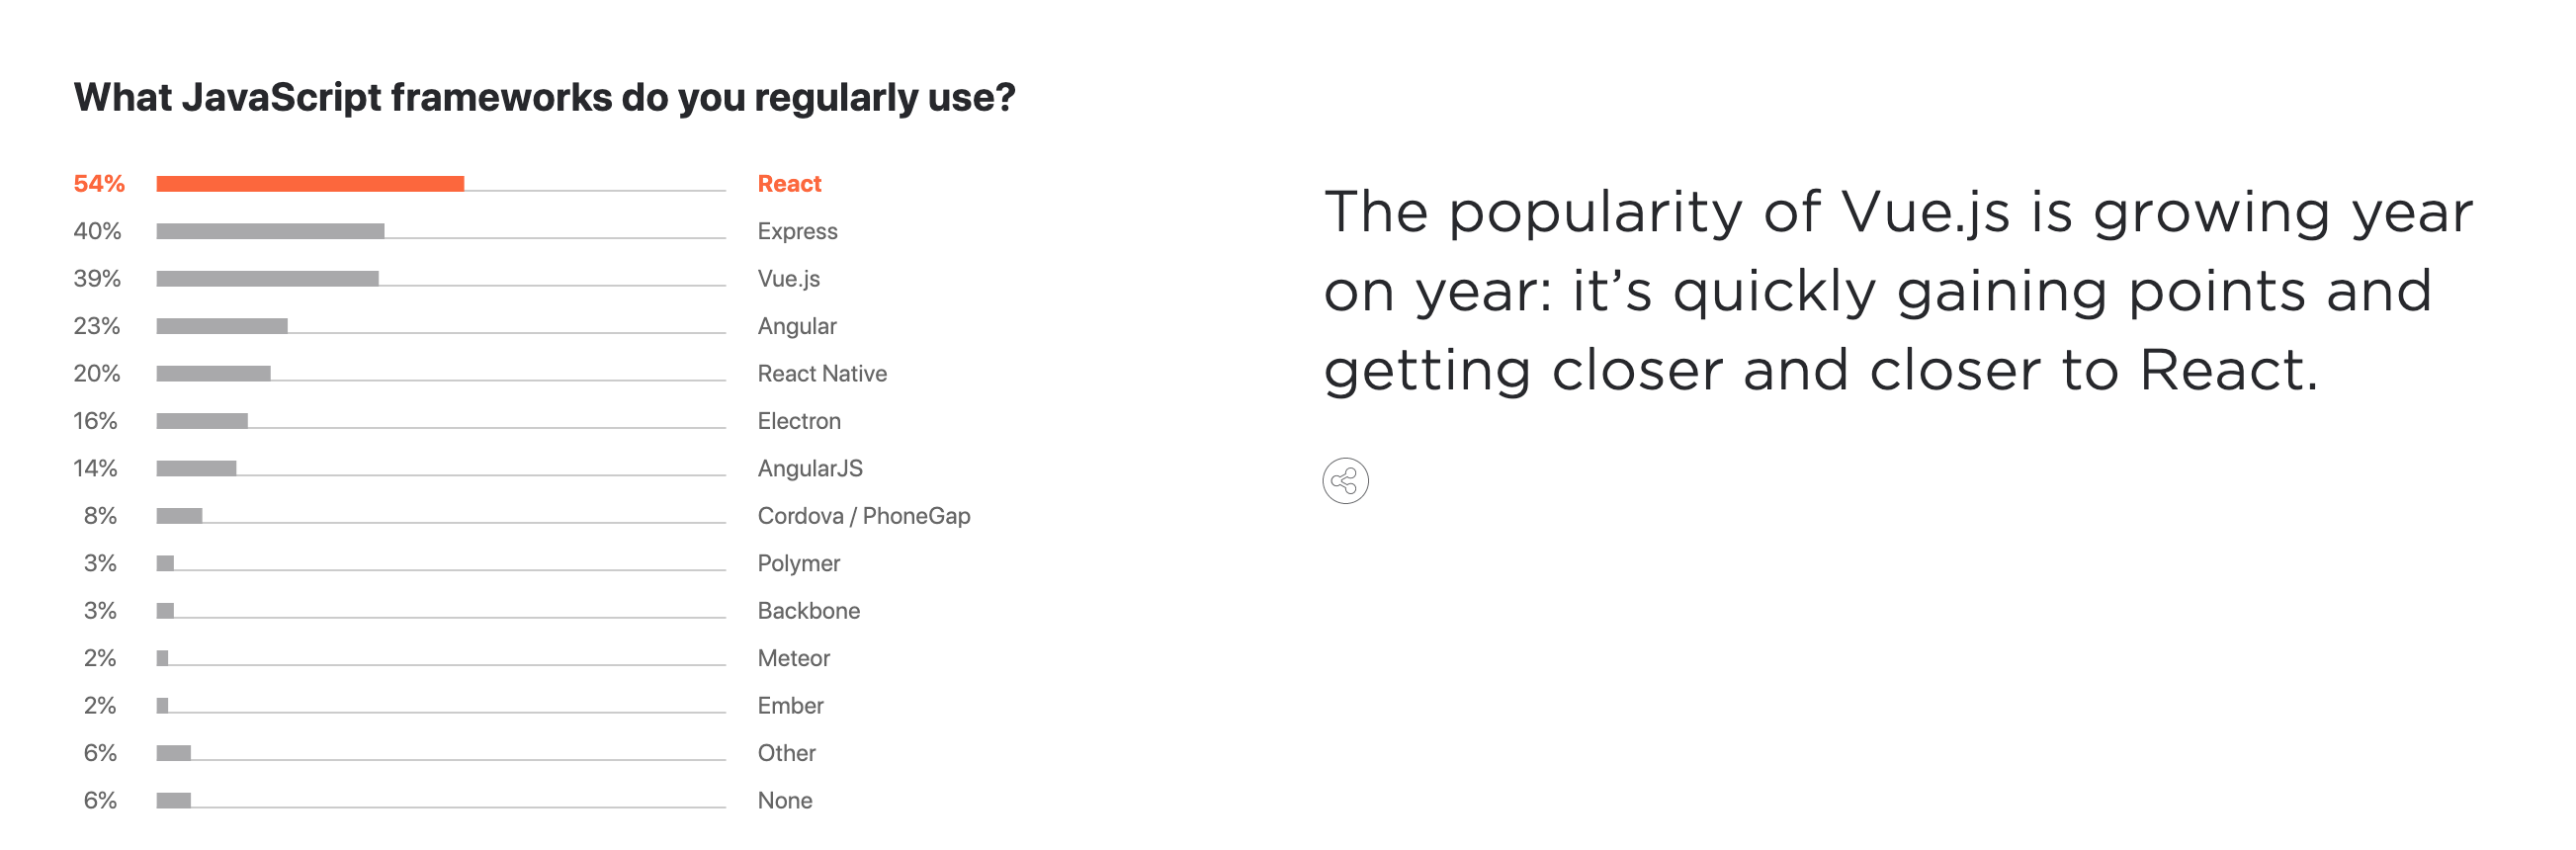 What JavaScript frameworks do you regularly use?
54% React
40% Express
39% Vue.js
23% Angular
20% React Native
16% Electron
14% AngularJS
8% Cordova / PhoneGap
3% Polymer
3% Backbone
2% Meteor
2% Ember
6% Other
6% None
The popularity of Vue.js is growing year
on year: it’s quickly gaining points and
getting closer and closer to React.